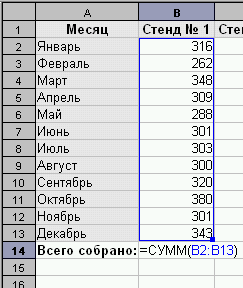 A B
1 Месяц Стенд № 1 Сте
2 Январь 316
3 Февраль 262
4 Март 348
5 Апрель 309
6 Май 288
7 Июнь 301
8 Июль 303
9 Август 300
10 Сентябрь 320
11 Октябрь 380
12 Ноябрь 301
13 Декабрь 343
14 Всего собрано: =СУММ(B2:B13)
15
16